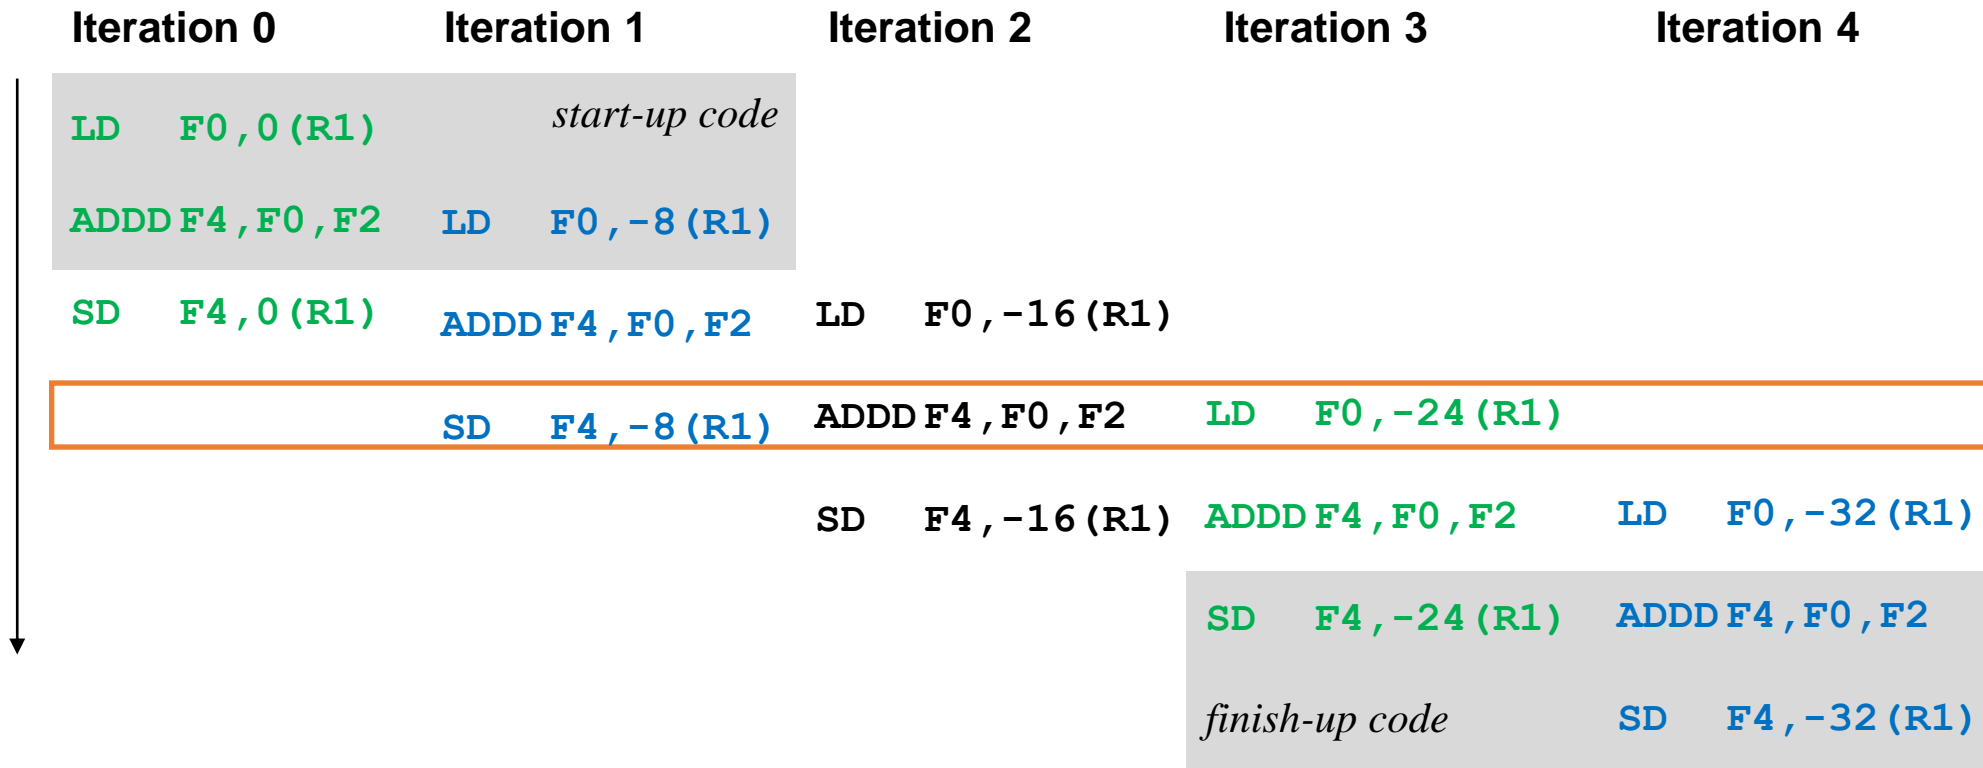 Iteration 0 Iteration 1 Iteration 2 Iteration 3 Iteration 4
start-up code
LD F0,0(R1)
ADDD F4,F0,F2 LD F0,-8(R1)
SD F4,0(R1) ADDD F4,F0,F2 LD F0,-16(R1)
SD F4,-8(R1) ADDD F4,F0,F2 LD F0,-24(R1)
SD F4,-16(R1) ADDD F4,F0,F2 LD F0,-32(R1)
SD F4,-24(R1) ADDD F4,F0,F2
finish-up code SD F4,-32(R1)